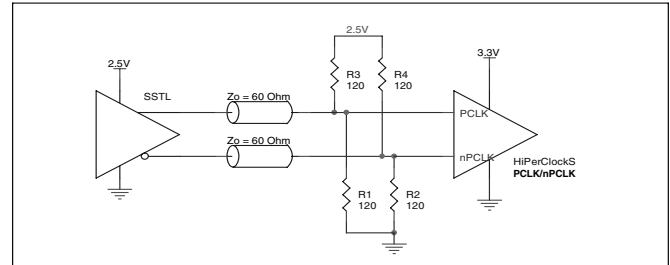 2.5V
3.3V
2.5V
SSTL
R3
120
R4
120
Zo = 60 Ohm
PCLK
Zo = 60 Ohm
nPCLK
HiPerClockS
PCLK/nPCLK
R1
120
R2
120